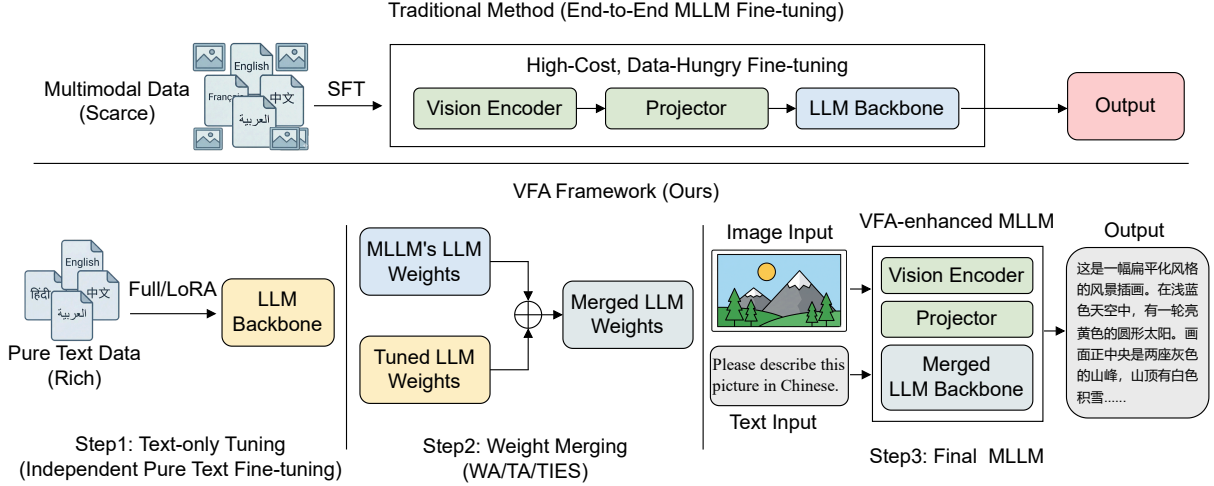 Traditional Method (End-to-End MLLM Fine-tuning)
Multimodal Data
(Scarce)
English
Français
中文
العربية
SFT
High-Cost, Data-Hungry Fine-tuning
Vision Encoder
Projector
LLM Backbone
Output
VFA Framework (Ours)
English
हिंदी
中文
العربية
Pure Text Data
(Rich)
Full/LoRA
LLM
Backbone
Step1: Text-only Tuning
(Independent Pure Text Fine-tuning)
MLLM's LLM
Weights
Tuned LLM
Weights
Merged LLM
Weights
Step2: Weight Merging
(WA/TA/TIES)
Image Input
Please describe this
picture in Chinese.
Text Input
VFA-enhanced MLLM
Vision Encoder
Projector
Merged
LLM Backbone
Step3: Final MLLM
Output
这是一幅扁平化风格
的风景插画。在浅蓝
色天空中，有一轮亮
黄色的圆形太阳。画
面正中央是两座灰色
的山峰，山顶有白色
积雪......